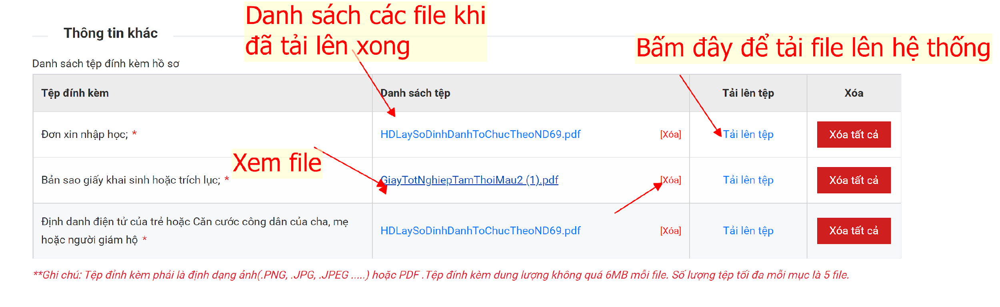 Danh sách các file khi
đã tải lên xong
Thông tin khác
Bấm đây để tải file lên hệ thống
Danh sách tệp đính kèm hồ sơ
Tệp đính kèm
Danh sách tệp
Tải lên tệp
Xóa
Đơn xin nhập học; *
HDLaySoDinhDanhToChucTheoND69.pdf
[Xóa]
Tải lên tệp
Xóa tất cả
Xem file
Bản sao giấy khai sinh hoặc trích lục; *
GiayTotNghiepTamThoiMau2 (1).pdf
[Xóa]
Tải lên tệp
Xóa tất cả
Định danh điện tử của trẻ hoặc Căn cước công dân của cha, mẹ
hoặc người giám hộ *
HDLaySoDinhDanhToChucTheoND69.pdf
[Xóa]
Tải lên tệp
Xóa tất cả
**Ghi chú: Tệp đính kèm phải là định dạng ảnh(.PNG, .JPG, .JPEG .....) hoặc PDF .Tệp đính kèm dung lượng không quá 6MB mỗi file. Số lượng tệp tối đa mỗi mục là 5 file.